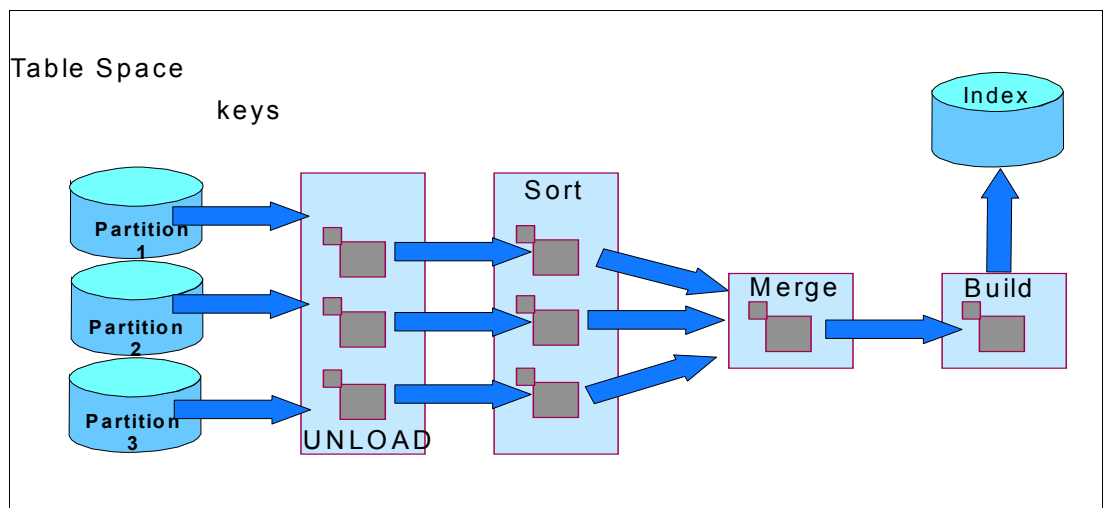 Table Space
keys
Index
Sort
Partition
1
Merge
Build
Partition
2
Partition
3
UNLOAD